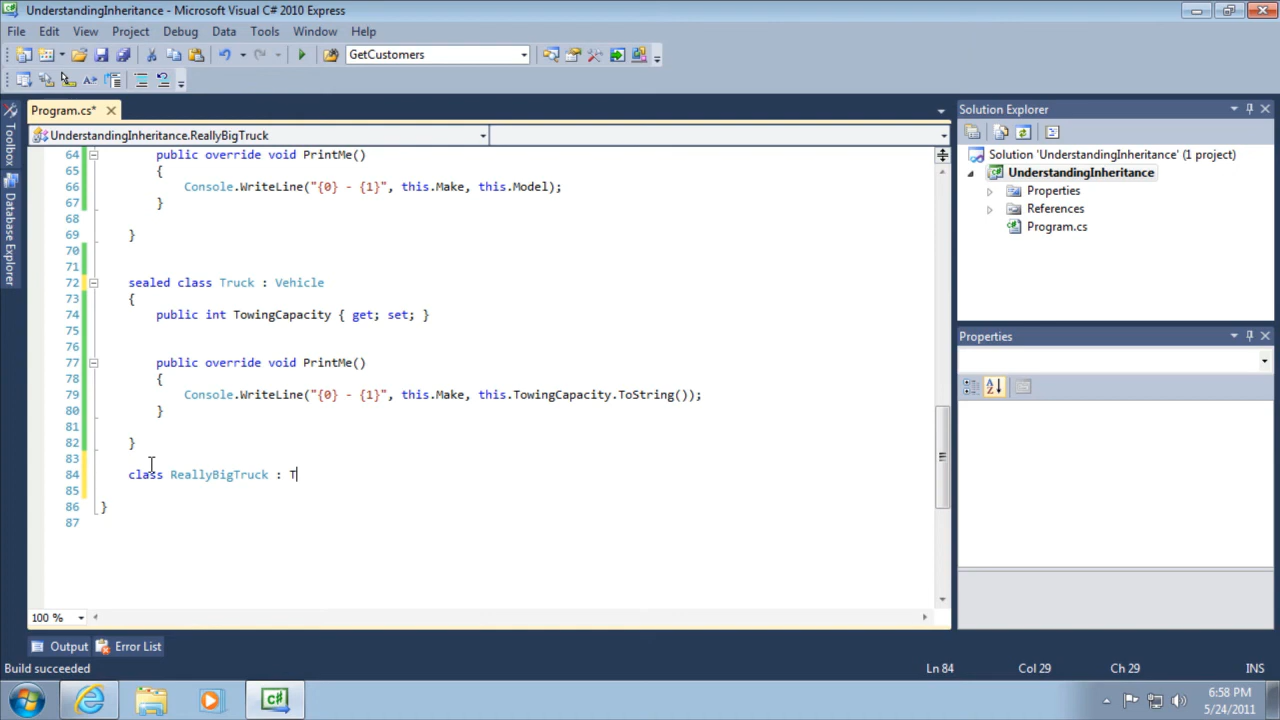 UnderstandingInheritance - Microsoft Visual C# 2010 Express
File Edit View Project Debug Data Tools Window Help
GetCustomers
Program.cs*
UnderstandingInheritance.ReallyBigTruck
64 public override void PrintMe()
65 {
66 Console.WriteLine("{0} - {1}", this.Make, this.Model);
67 }
68
69 }
70
71
72 sealed class Truck : Vehicle
73 {
74 public int TowingCapacity { get; set; }
75
76
77 public override void PrintMe()
78 {
79 Console.WriteLine("{0} - {1}", this.Make, this.TowingCapacity.ToString());
80 }
81
82 }
83
84 class ReallyBigTruck : T
85
86 }
87
100 %
Toolbox
Database Explorer
Solution Explorer
Solution 'UnderstandingInheritance' (1 project)
UnderstandingInheritance
Properties
References
Program.cs
Properties
Output Error List
Build succeeded
Ln 84 Col 29 Ch 29 INS
6:58 PM
5/24/2011